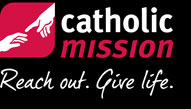 catholic
mission
Reach out. Give life.